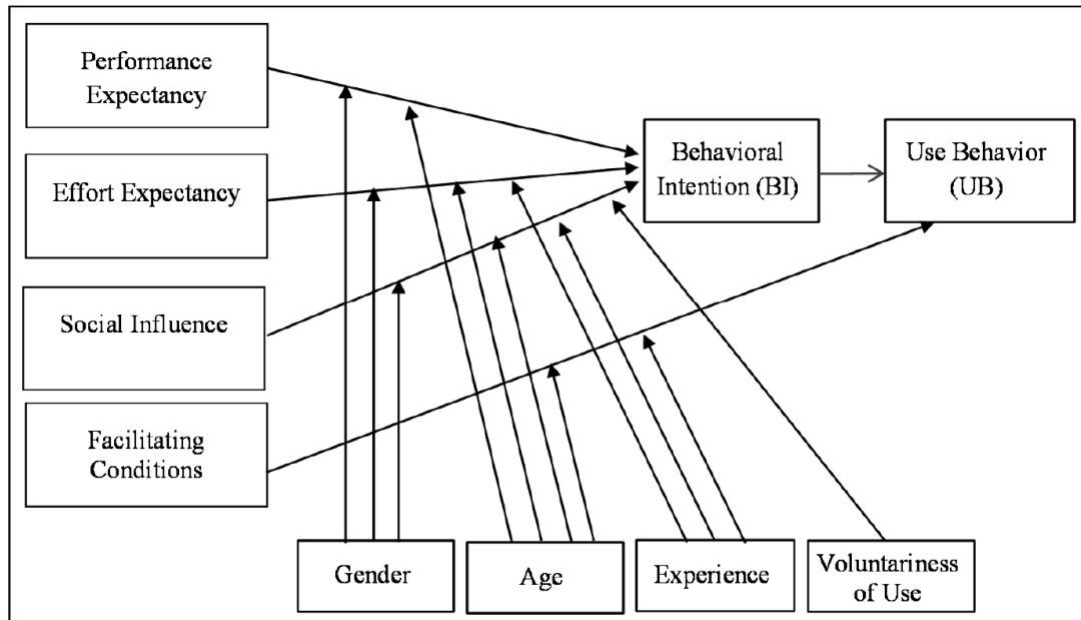 Performance
Expectancy
Effort Expectancy
Social Influence
Facilitating
Conditions
Behavioral
Intention (BI)
Use Behavior
(UB)
Gender
Age
Experience
Voluntariness
of Use